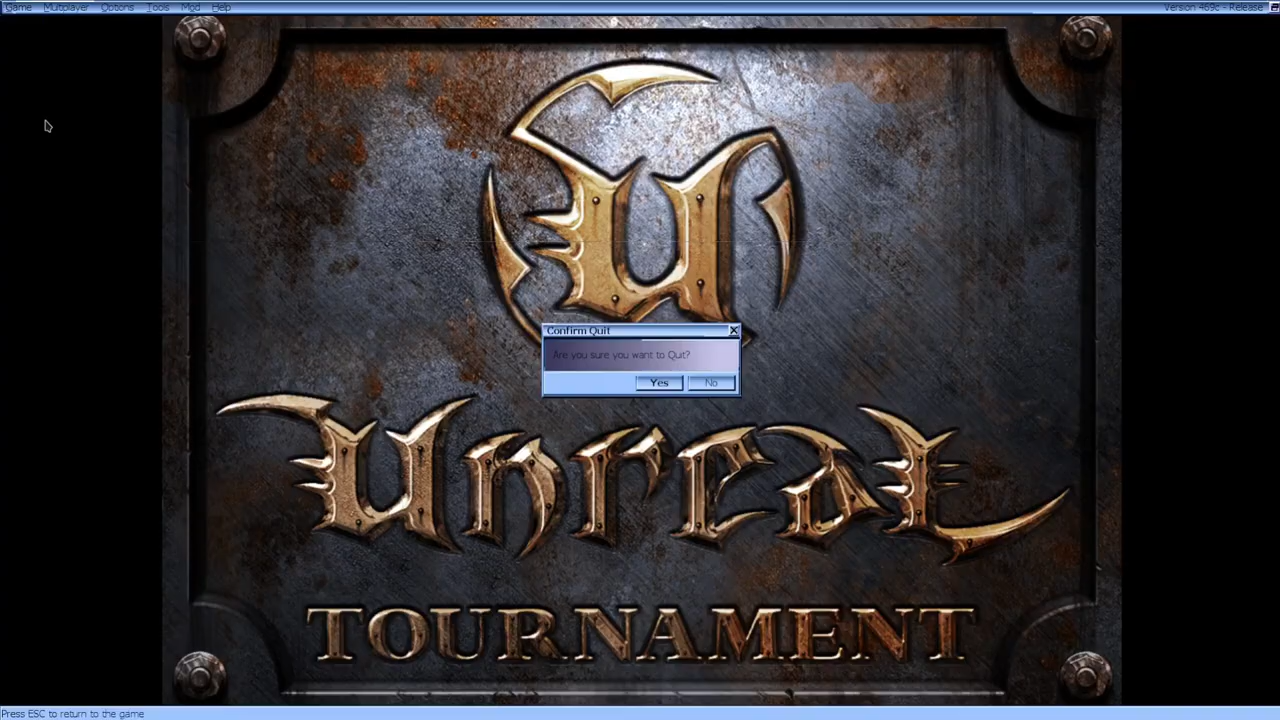 Game Multiplayer Options Tools Mod Help Version 469c - Release
Confirm Quit
Are you sure you want to Quit?
Yes No
Unreal
TOURNAMENT
Press ESC to return to the game